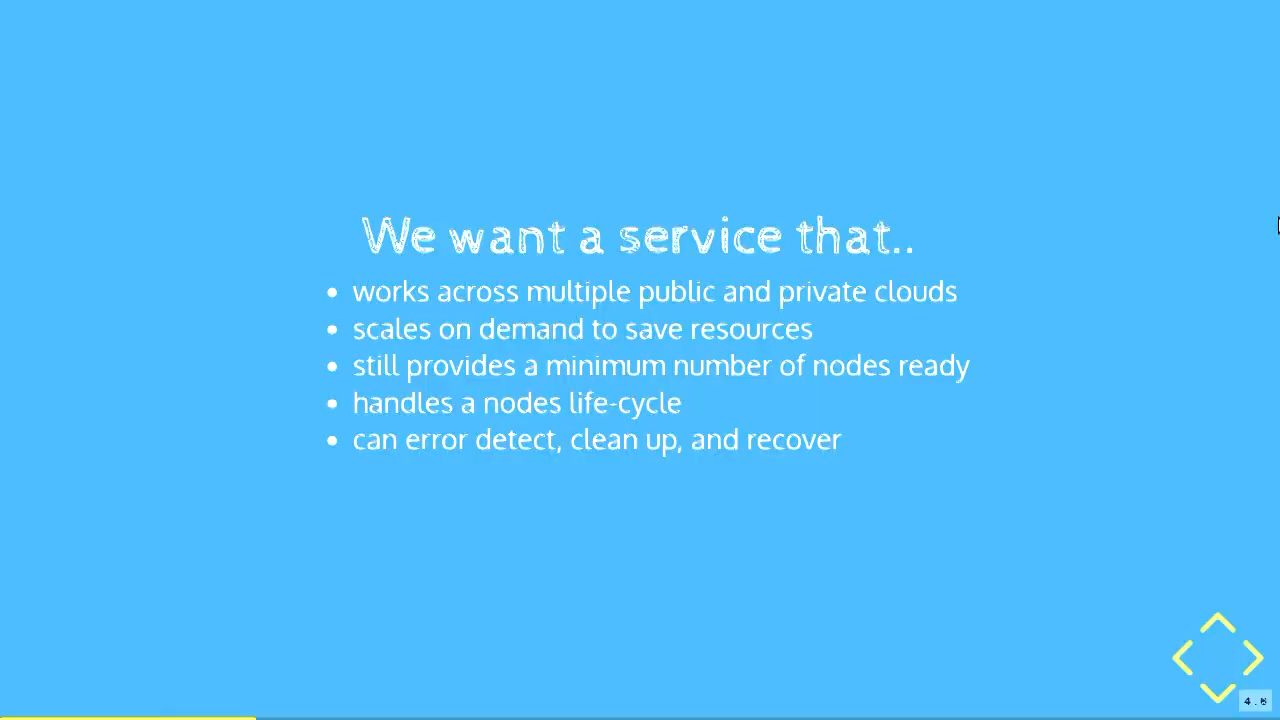 We want a service that..
works across multiple public and private clouds
scales on demand to save resources
still provides a minimum number of nodes ready
handles a nodes life-cycle
can error detect, clean up, and recover